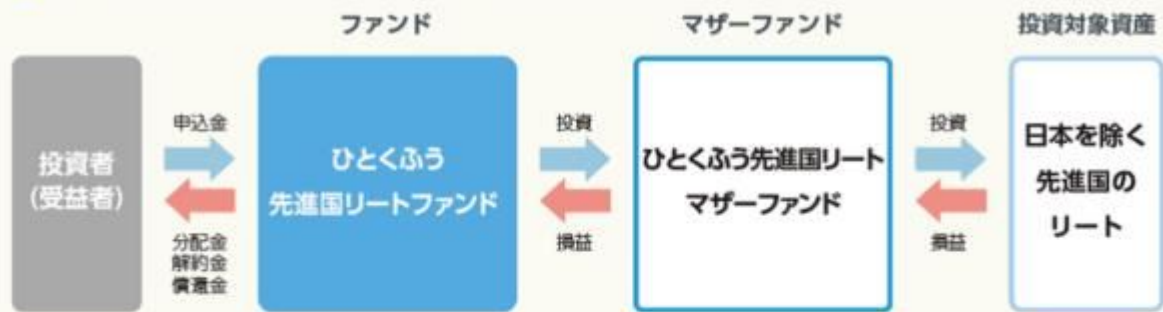 ファンド
マザーファンド
投資対象資産
投資者
(受益者)
申込金
分配金
解約金
償還金
ひとくふう
先進国リートファンド
投資
損益
ひとくふう先進国リート
マザーファンド
投資
損益
日本を除く
先進国の
リート